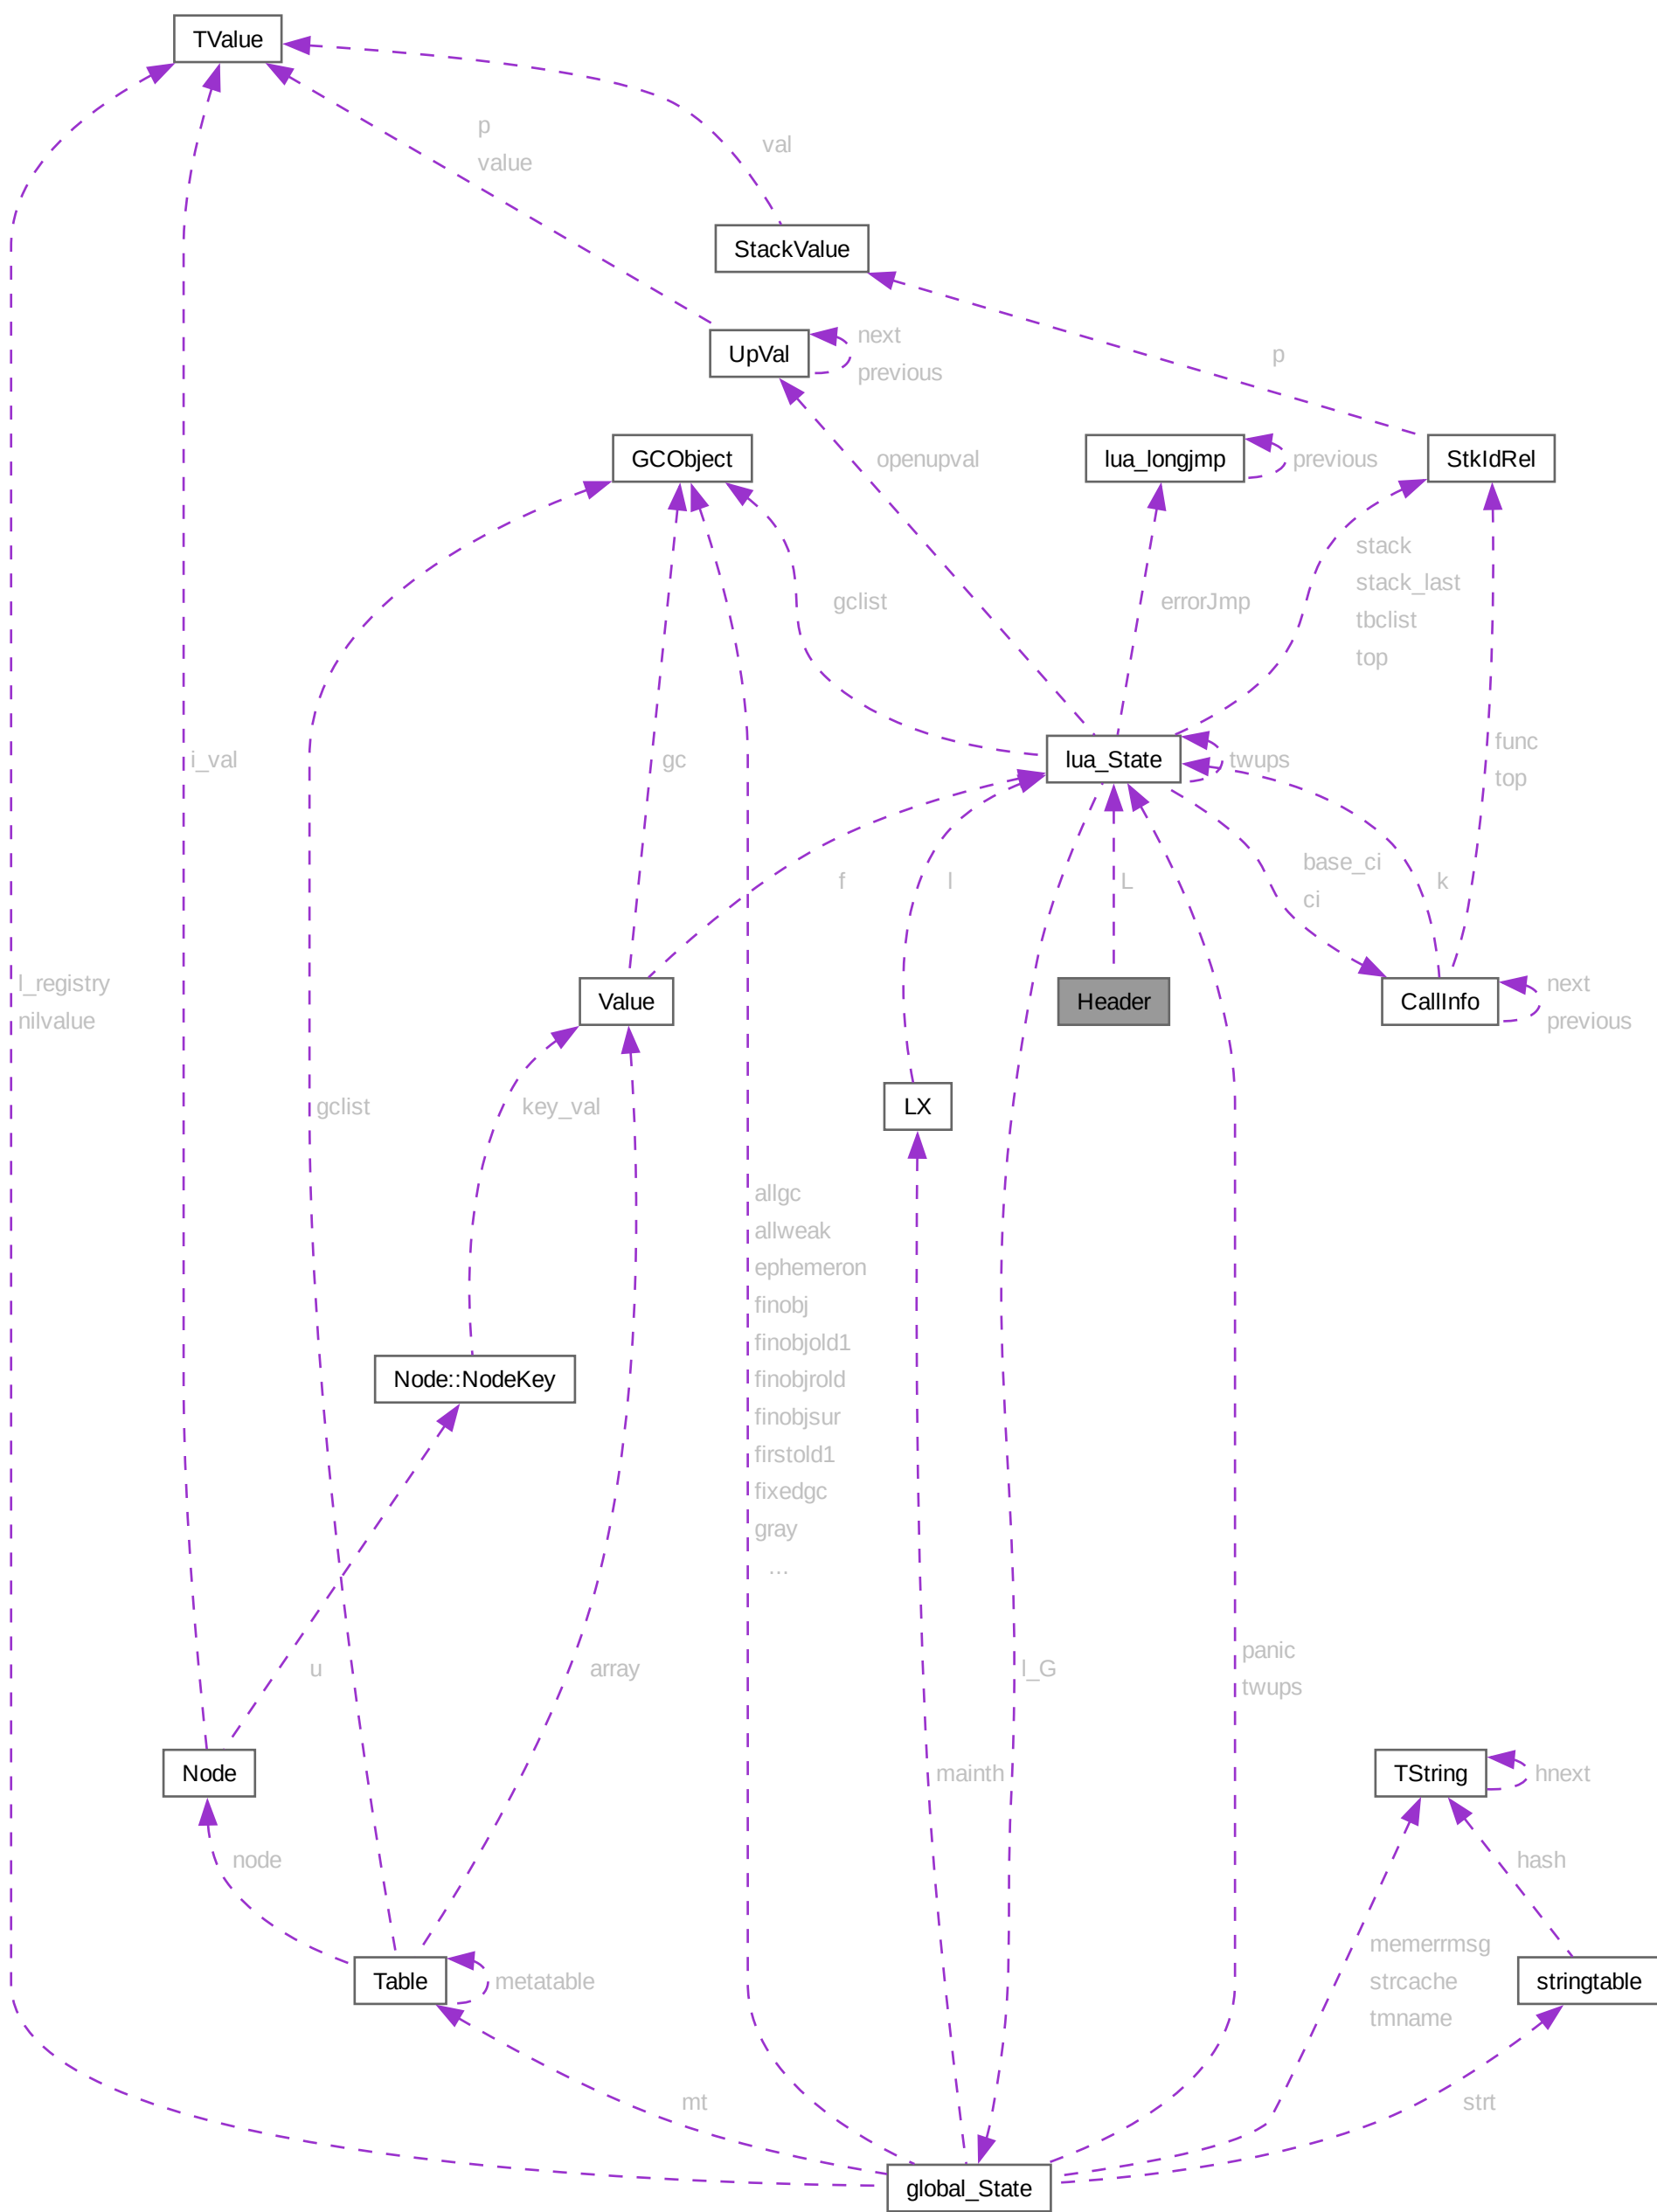 TValue
p
value
val
StackValue
UpVal
next
previous
p
GCObject
openupval
lua_longjmp
previous
StkIdRel
stack
stack_last
tbclist
top
gclist
errorJmp
i_val
gc
lua_State
twups
func
top
f
l
L
base_ci
ci
k
l_registry
nilvalue
Value
Header
CallInfo
next
previous
gclist
key_val
LX
allgc
allweak
ephemeron
finobj
finobjold1
finobjrold
finobjsur
firstold1
fixedgc
gray
...
Node::NodeKey
u
array
l_G
panic
twups
Node
mainth
TString
hnext
node
hash
Table
metatable
memerrmsg
strcache
tmname
stringtable
mt
strt
global_State